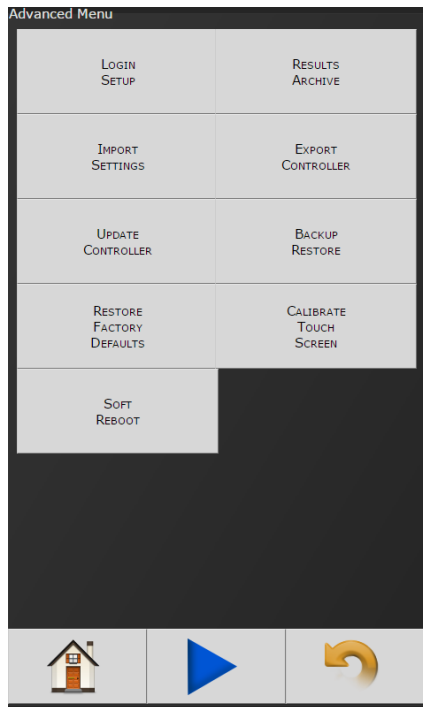 Advanced Menu
Login
Setup
Results
Archive
Import
Settings
Export
Controller
Update
Controller
Backup
Restore
Restore
Factory
Defaults
Calibrate
Touch
Screen
Soft
Reboot